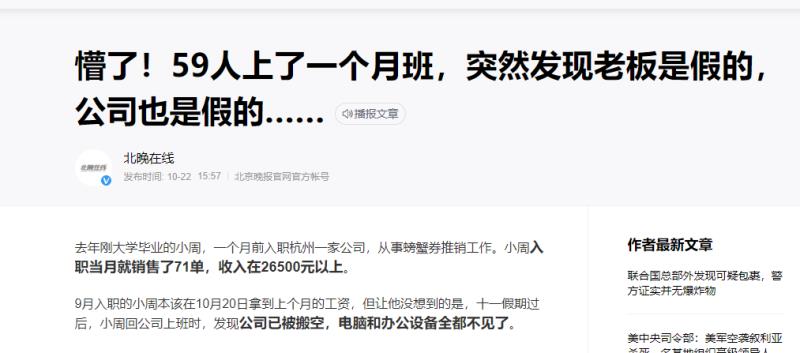 懵了！59人上了一个月班，突然发现老板是假的，
公司也是假的……
播报文章
北晚在线
北晚在线
发布时间: 10-22 15:57 北京晚报官网官方帐号
去年刚大学毕业的小周，一个月前入职杭州一家公司，从事螃蟹券推销工作。小周入
职当月就销售了71单，收入在26500元以上。
9月入职的小周本该在10月20日拿到上个月的工资，但让他没想到的是，十一假期过
后，小周回公司上班时，发现公司已被搬空，电脑和办公设备全都不见了。
作者最新文章
联合国总部外发现可疑包裹，警
方证实并无爆炸物
美中央司令部：美军空袭叙利亚